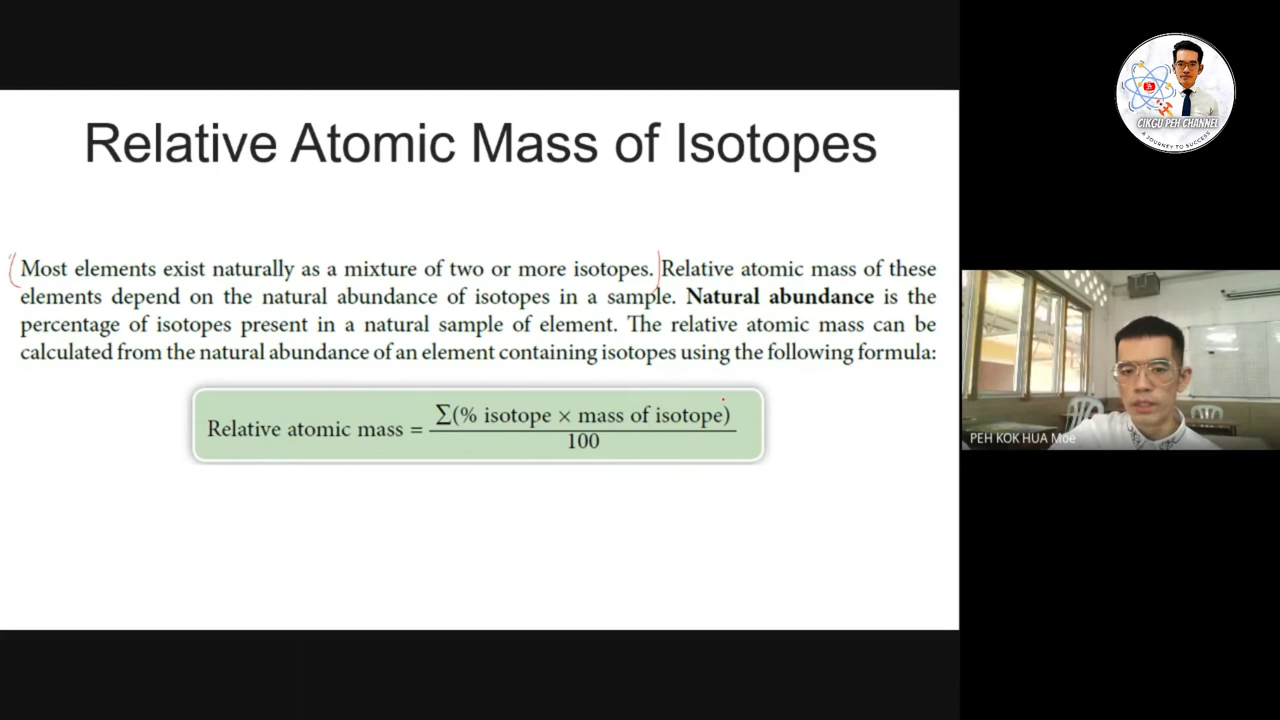 CIKGU PEH CHANNEL
A JOURNEY TO SUCCESS
Relative Atomic Mass of Isotopes
Most elements exist naturally as a mixture of two or more isotopes. Relative atomic mass of these
elements depend on the natural abundance of isotopes in a sample. Natural abundance is the
percentage of isotopes present in a natural sample of element. The relative atomic mass can be
calculated from the natural abundance of an element containing isotopes using the following formula:
Relative atomic mass = ∑(% isotope × mass of isotope) / 100
PEH KOK HUA Moe